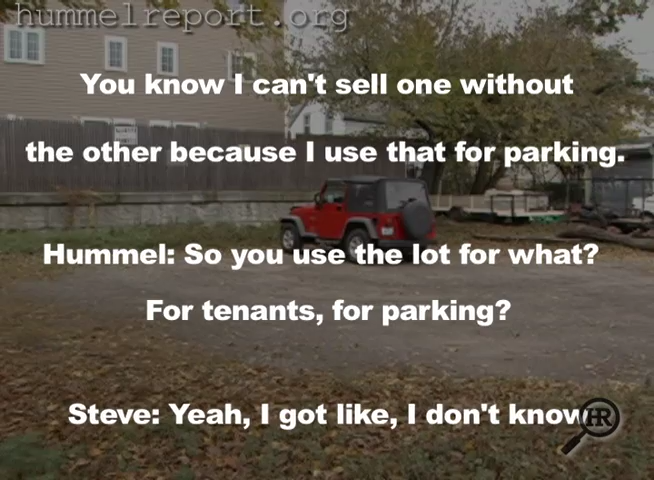 hummelreport.org
You know I can't sell one without
the other because I use that for parking.
Hummel: So you use the lot for what?
For tenants, for parking?
Steve: Yeah, I got like, I don't know
HR